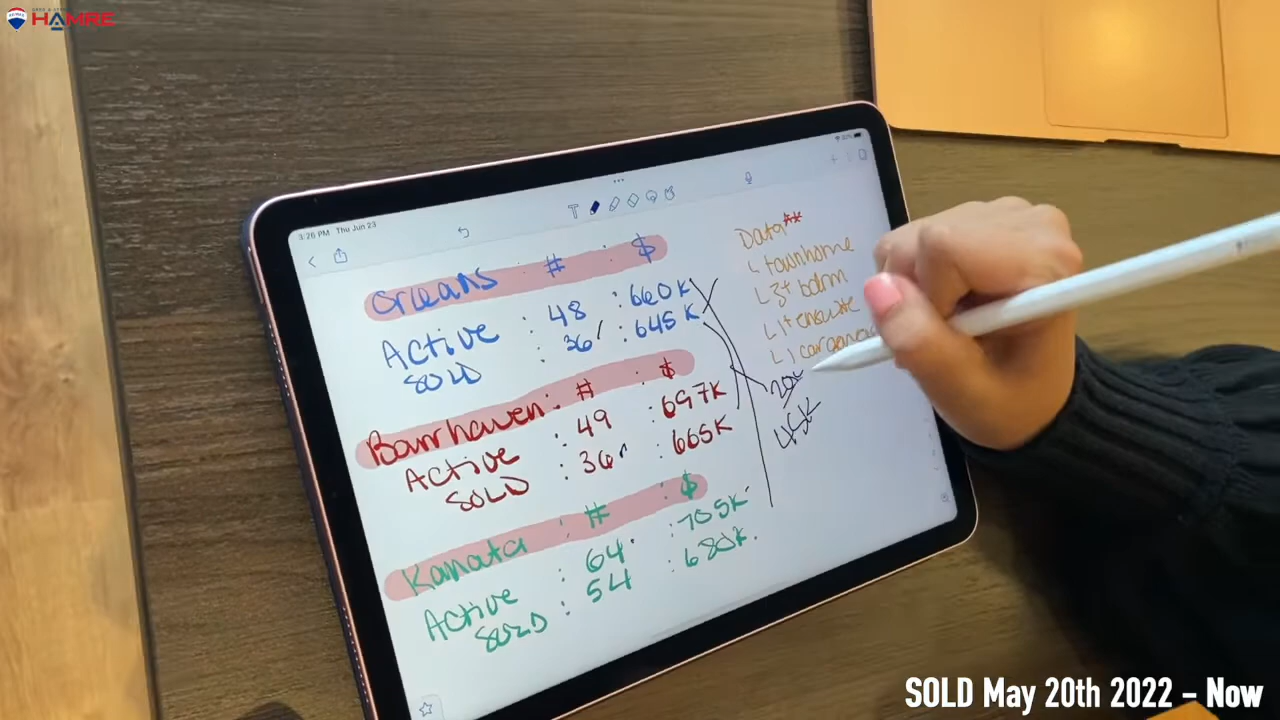 RE/MAX
HAMRE
3:26 PM Thu Jun 23
T
Orleans : # : $
Active : 48 : 660K
SOLD : 36 : 645K
Barrhaven : # : $
Active : 49 : 697K
SOLD : 36 : 665K
Kanata : # : $
Active : 64 : 705K
SOLD : 54 : 680K
Data**
townhome
3+ bdrm
1+ ensuite
1 car
20K
45K
SOLD May 20th 2022 – Now